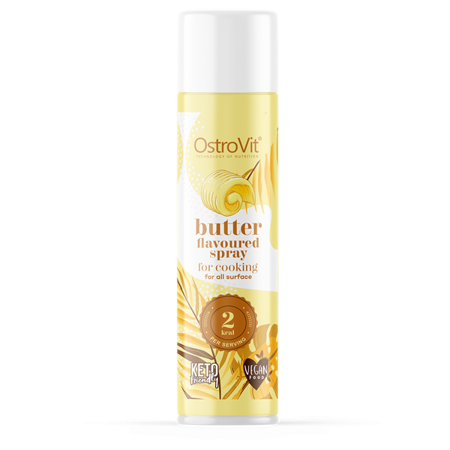 OstroVit®
TECHNOLOGY OF NUTRITION
butter
flavoured
spray
for cooking
for all surface
2
kcal
PER SERVING
KETO
friendly
VEGAN
FOOD